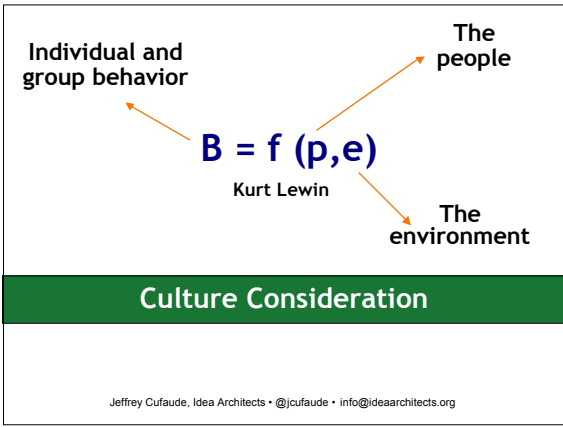 Individual and
group behavior
The
people
B = f (p,e)
Kurt Lewin
The
environment
Culture Consideration
Jeffrey Cufaude, Idea Architects • @jcufaude • info@ideaarchitects.org